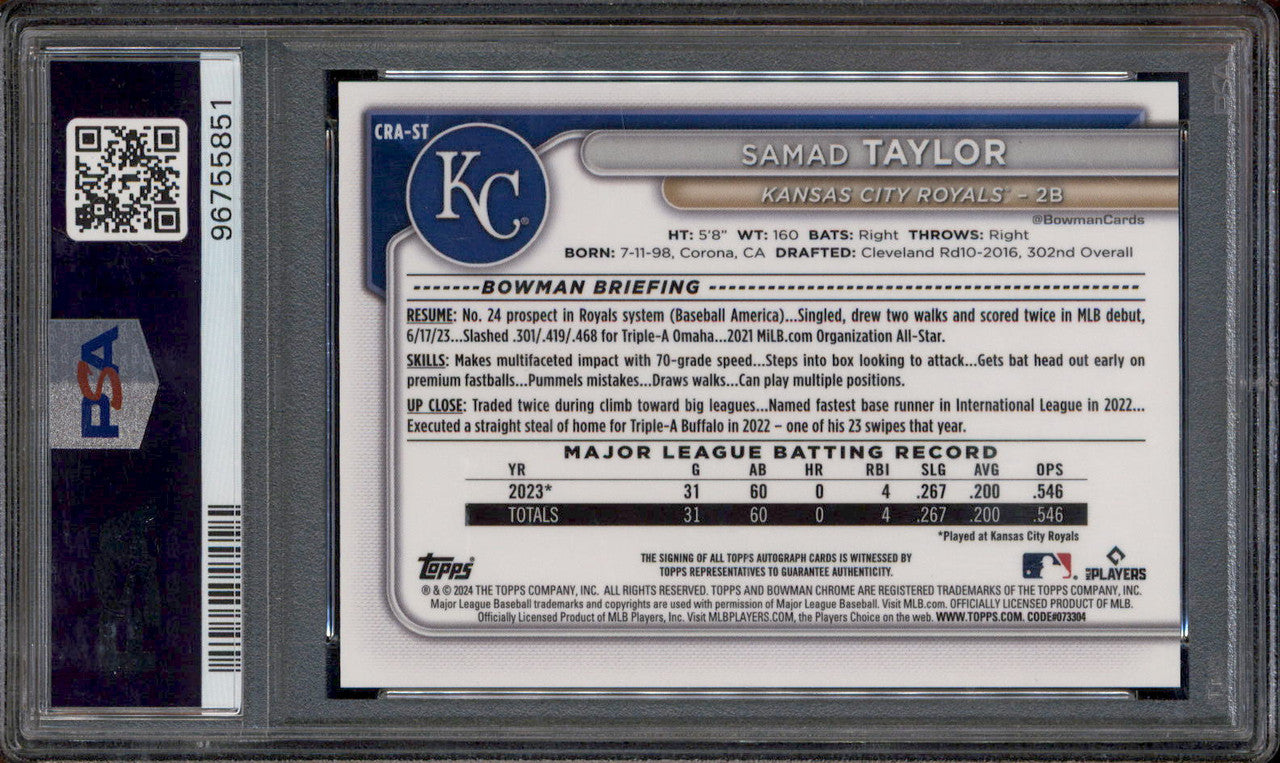 96755851
PSA
CRA-ST
KC
SAMAD TAYLOR
KANSAS CITY ROYALS™ – 2B
@BowmanCards
HT: 5'8" WT: 160 BATS: Right THROWS: Right
BORN: 7-11-98, Corona, CA DRAFTED: Cleveland Rd10-2016, 302nd Overall
BOWMAN BRIEFING
RESUME: No. 24 prospect in Royals system (Baseball America)...Singled, drew two walks and scored twice in MLB debut,
6/17/23...Slashed .301/.419/.468 for Triple-A Omaha...2021 MiLB.com Organization All-Star.
SKILLS: Makes multifaceted impact with 70-grade speed...Steps into box looking to attack...Gets bat head out early on
premium fastballs...Pummels mistakes...Draws walks...Can play multiple positions.
UP CLOSE: Traded twice during climb toward big leagues...Named fastest base runner in International League in 2022...
Executed a straight steal of home for Triple-A Buffalo in 2022 – one of his 23 swipes that year.
MAJOR LEAGUE BATTING RECORD
YR G AB HR RBI SLG AVG OPS
2023* 31 60 0 4 .267 .200 .546
TOTALS 31 60 0 4 .267 .200 .546
*Played at Kansas City Royals
Topps
THE SIGNING OF ALL TOPPS AUTOGRAPH CARDS IS WITNESSED BY
TOPPS REPRESENTATIVES TO GUARANTEE AUTHENTICITY.
MLB PLAYERS
® & © 2024 THE TOPPS COMPANY, INC. ALL RIGHTS RESERVED. TOPPS AND BOWMAN CHROME ARE REGISTERED TRADEMARKS OF THE TOPPS COMPANY, INC.
Major League Baseball trademarks and copyrights are used with permission of Major League Baseball. Visit MLB.com. OFFICIALLY LICENSED PRODUCT OF MLB.
Officially Licensed Product of MLB Players, Inc. Visit MLBPLAYERS.COM, the Players Choice on the web. WWW.TOPPS.COM. CODE#073304